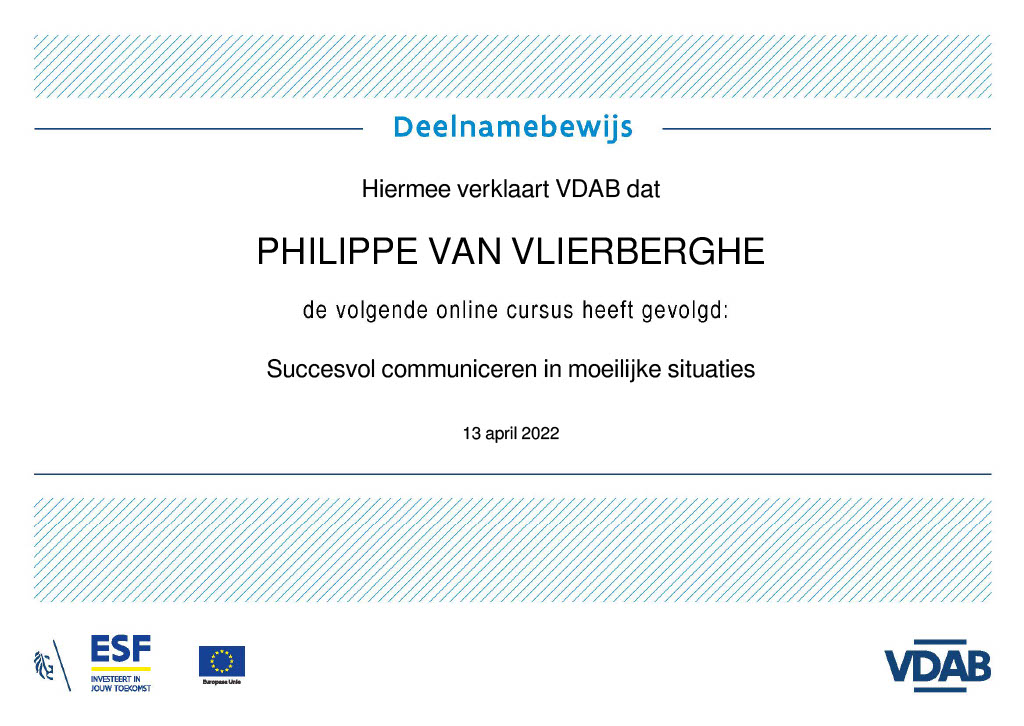 Deelnamebewijs
Hiermee verklaart VDAB dat
PHILIPPE VAN VLIERBERGHE
de volgende online cursus heeft gevolgd:
Succesvol communiceren in moeilijke situaties
13 april 2022
ESF
INVESTEERT IN
JOUW TOEKOMST
Europese Unie
VDAB